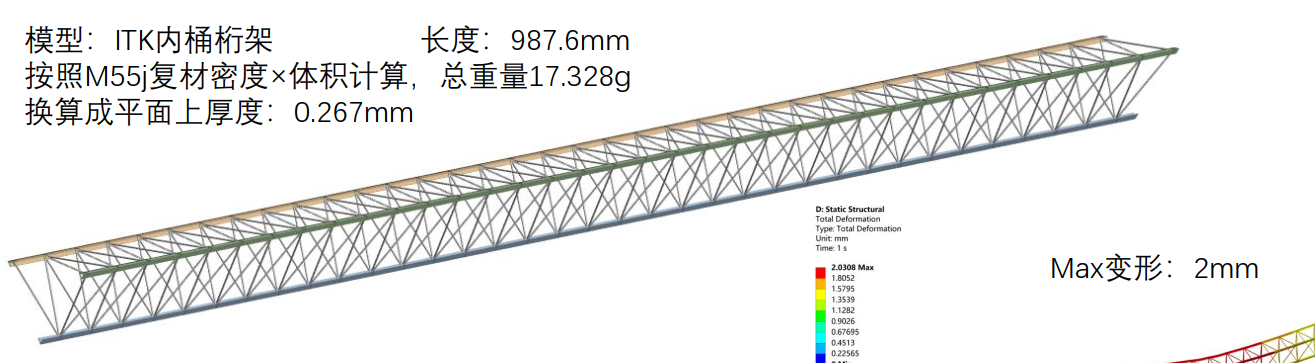 模型：ITK内桶桁架 长度：987.6mm
按照M55j复材密度×体积计算，总重量17.328g
换算成平面上厚度：0.267mm
D: Static Structural
Total Deformation
Type: Total Deformation
Unit: mm
Time: 1 s
2.0308 Max
1.8052
1.5795
1.3539
1.1282
0.9026
0.67695
0.4513
0.22565
Max变形：2mm